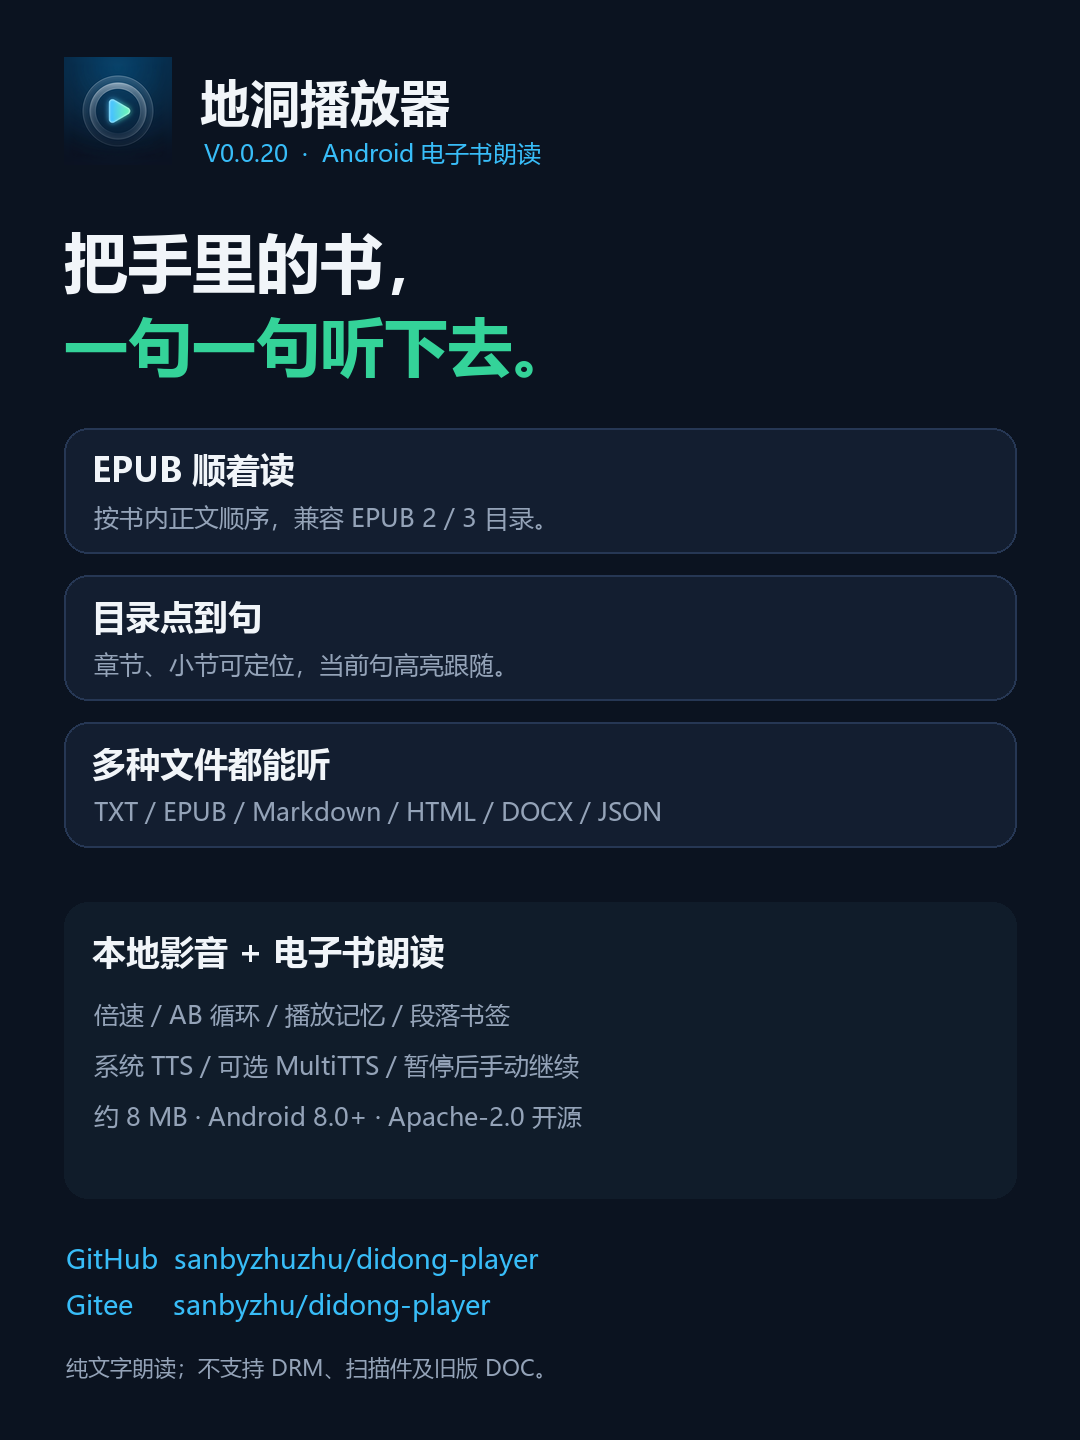 地洞播放器
V0.0.20 · Android 电子书朗读
把手里的书，
一句一句听下去。
EPUB 顺着读
按书内正文顺序，兼容 EPUB 2 / 3 目录。
目录点到句
章节、小节可定位，当前句高亮跟随。
多种文件都能听
TXT / EPUB / Markdown / HTML / DOCX / JSON
本地影音 + 电子书朗读
倍速 / AB 循环 / 播放记忆 / 段落书签
系统 TTS / 可选 MultiTTS / 暂停后手动继续
约 8 MB · Android 8.0+ · Apache-2.0 开源
GitHub sanbyzhuzhu/didong-player
Gitee sanbyzhu/didong-player
纯文字朗读；不支持 DRM、扫描件及旧版 DOC。